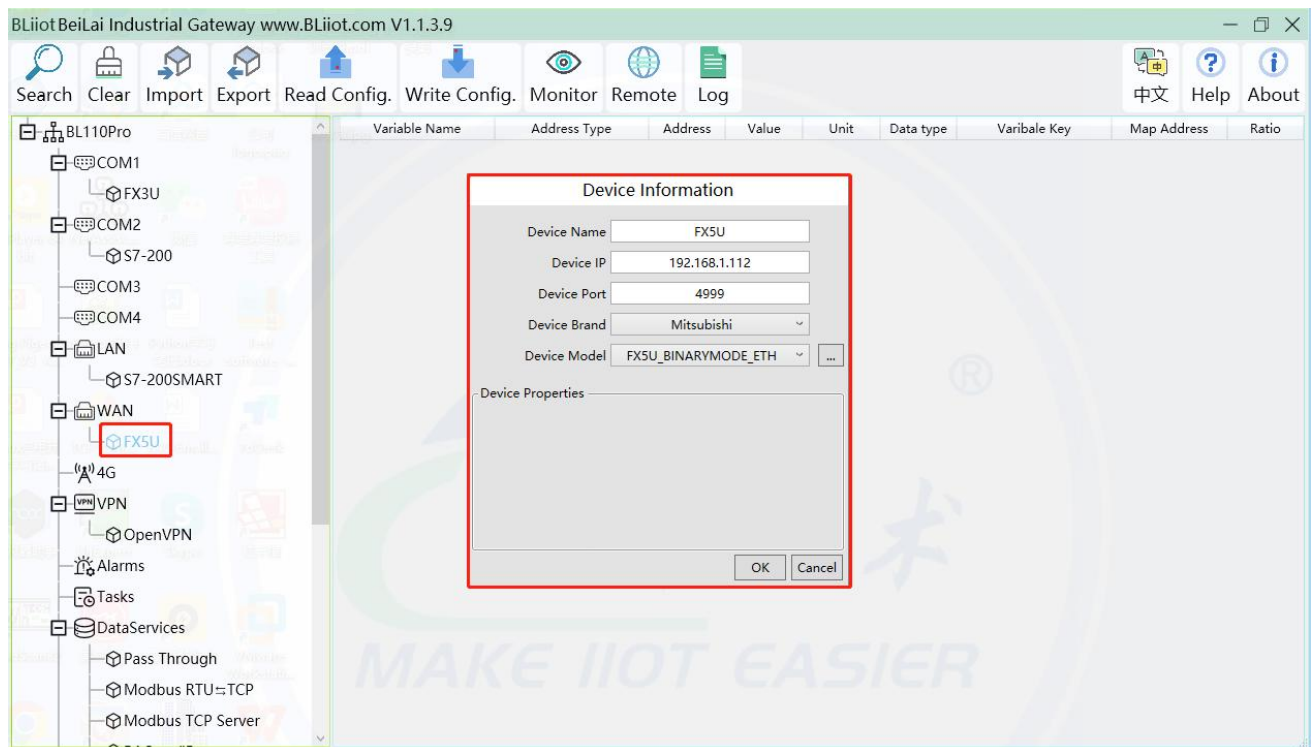 BLiiot BeiLai Industrial Gateway www.BLiiot.com V1.1.3.9
Search Clear Import Export Read Config. Write Config. Monitor Remote Log 中文 Help About
Variable Name Address Type Address Value Unit Data type Varibale Key Map Address Ratio
BL110Pro
COM1
FX3U
COM2
S7-200
COM3
COM4
LAN
S7-200SMART
WAN
FX5U
4G
VPN
OpenVPN
Alarms
Tasks
DataServices
Pass Through
Modbus RTU⇆TCP
Modbus TCP Server
Device Information
Device Name FX5U
Device IP 192.168.1.112
Device Port 4999
Device Brand Mitsubishi
Device Model FX5U_BINARYMODE_ETH ...
Device Properties
OK Cancel
®
术
MAKE IIOT EASIER